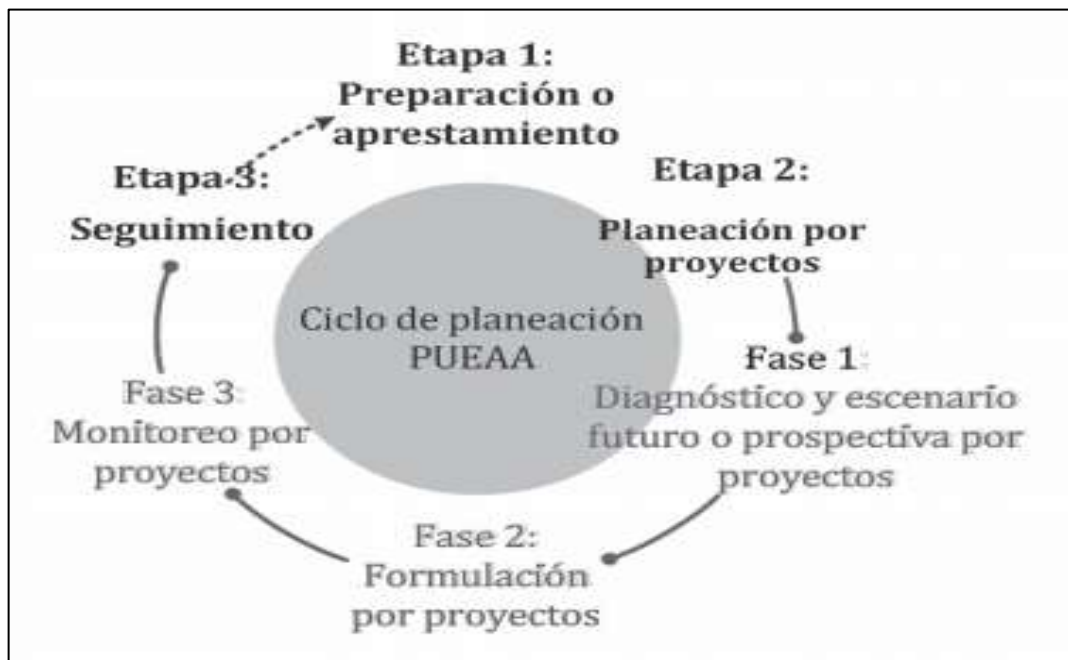 Etapa 1:
Preparación o
aprestamiento
Etapa 2:
Planeación por
proyectos
Fase 1:
Diagnóstico y escenario
futuro o prospectiva por
proyectos
Fase 2:
Formulación
por proyectos
Fase 3:
Monitoreo por
proyectos
Etapa 3:
Seguimiento
Ciclo de planeación
PUEAA